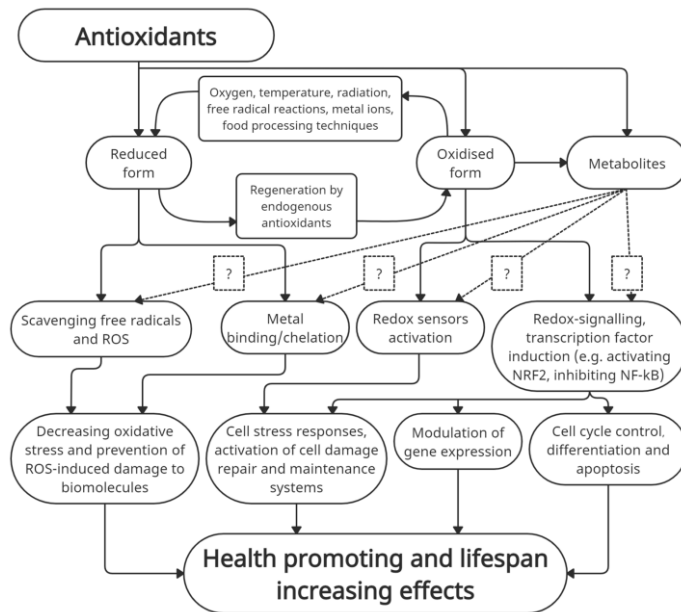 Antioxidants
Oxygen, temperature, radiation,
free radical reactions, metal ions,
food processing techniques
Reduced
form
Oxidised
form
Metabolites
Regeneration by
endogenous
antioxidants
?
?
?
?
Scavenging free radicals
and ROS
Metal
binding/chelation
Redox sensors
activation
Redox-signalling,
transcription factor
induction (e.g. activating
NRF2, inhibiting NF-kB)
Decreasing oxidative
stress and prevention of
ROS-induced damage to
biomolecules
Cell stress responses,
activation of cell damage
repair and maintenance
systems
Modulation of
gene expression
Cell cycle control,
differentiation and
apoptosis
Health promoting and lifespan
increasing effects